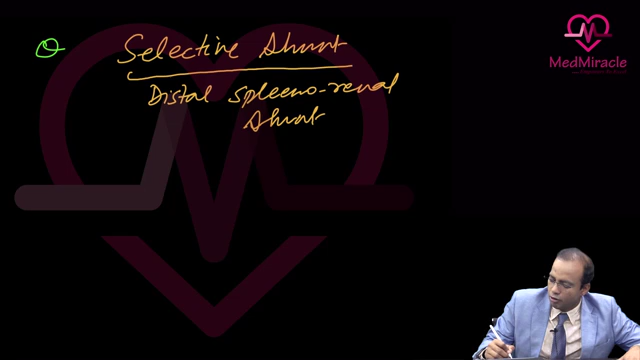 Q Selective Shunt
Distal Spleeno-renal
Shunt
MedMiracle